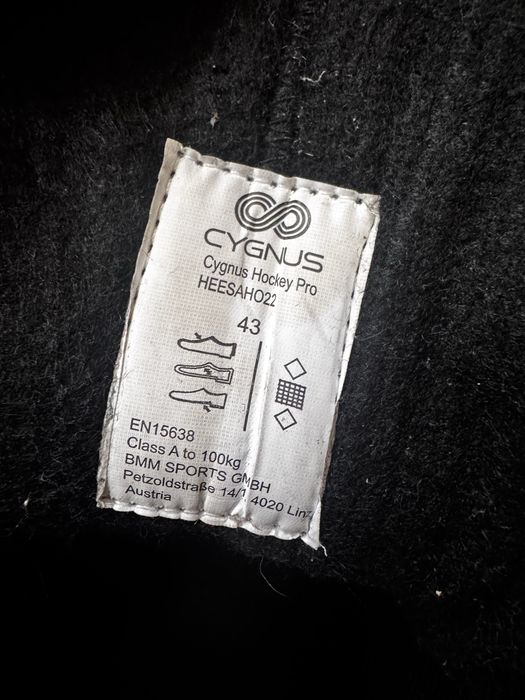 CYGNUS
Cygnus Hockey Pro
HEESAHO22
43
EN15638
Class A to 100kg
BMM SPORTS GMBH
Petzoldstraße 14/1, 4020 Linz
Austria